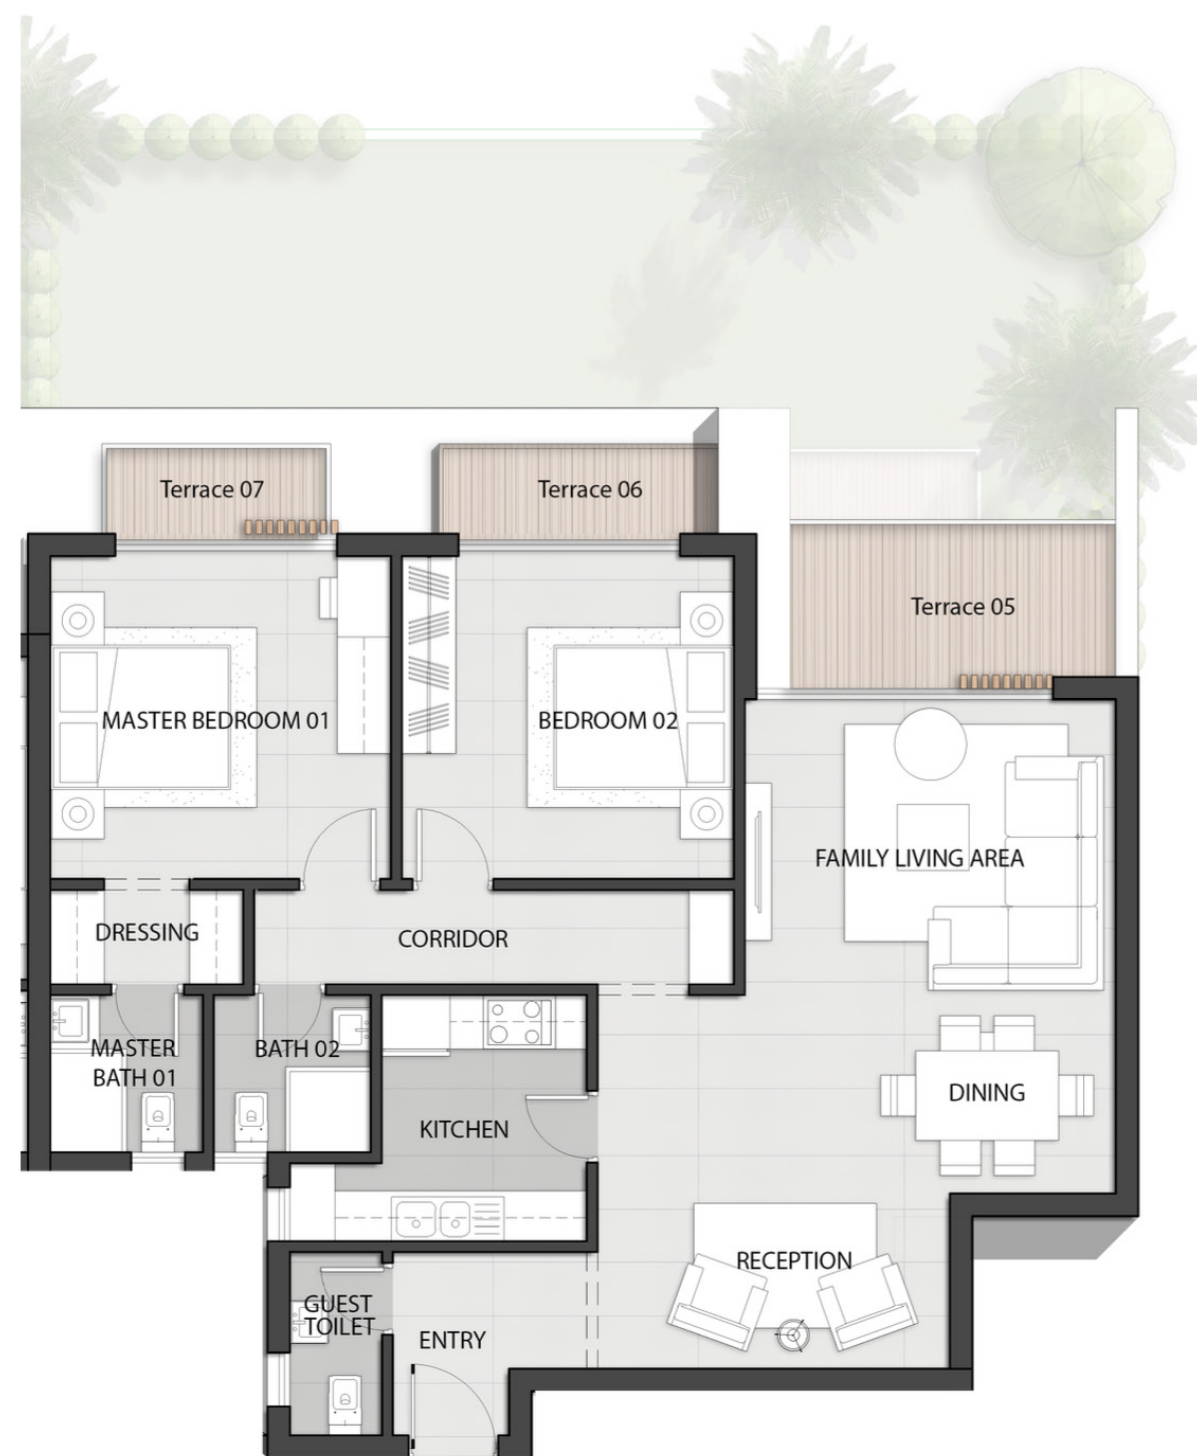 Terrace 07
Terrace 06
Terrace 05
MASTER BEDROOM 01
BEDROOM 02
FAMILY LIVING AREA
DRESSING
CORRIDOR
MASTER
BATH 01
BATH 02
DINING
KITCHEN
RECEPTION
GUEST
TOILET
ENTRY